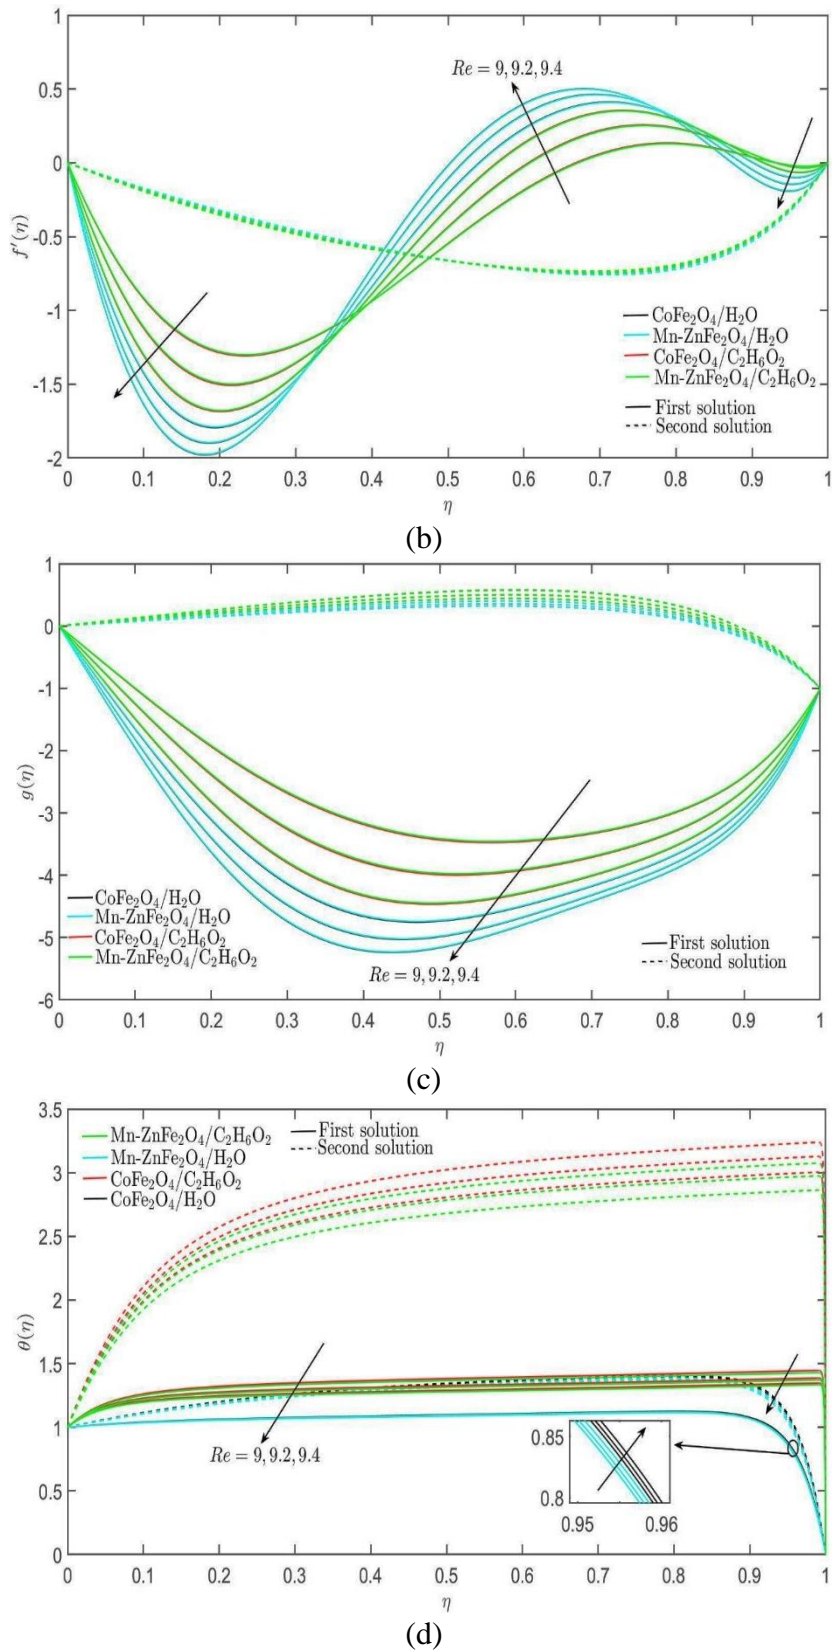 1
Re = 9, 9.2, 9.4
0.5
0
-0.5
f′(η)
-1
CoFe₂O₄/H₂O
Mn-ZnFe₂O₄/H₂O
CoFe₂O₄/C₂H₆O₂
Mn-ZnFe₂O₄/C₂H₆O₂
-1.5
First solution
Second solution
-2
0 0.1 0.2 0.3 0.4 0.5 0.6 0.7 0.8 0.9 1
η
(b)
1
0
-1
-2
g(η)
-3
-4
CoFe₂O₄/H₂O
Mn-ZnFe₂O₄/H₂O
CoFe₂O₄/C₂H₆O₂
Mn-ZnFe₂O₄/C₂H₆O₂
-5
First solution
Second solution
Re = 9, 9.2, 9.4
-6
0 0.1 0.2 0.3 0.4 0.5 0.6 0.7 0.8 0.9 1
η
(c)
3.5
Mn-ZnFe₂O₄/C₂H₆O₂
Mn-ZnFe₂O₄/H₂O
CoFe₂O₄/C₂H₆O₂
CoFe₂O₄/H₂O
First solution
Second solution
3
2.5
2
θ(η)
1.5
1
Re = 9, 9.2, 9.4
0.85
0.8
0.95 0.96
0.5
0
0 0.1 0.2 0.3 0.4 0.5 0.6 0.7 0.8 0.9 1
η
(d)